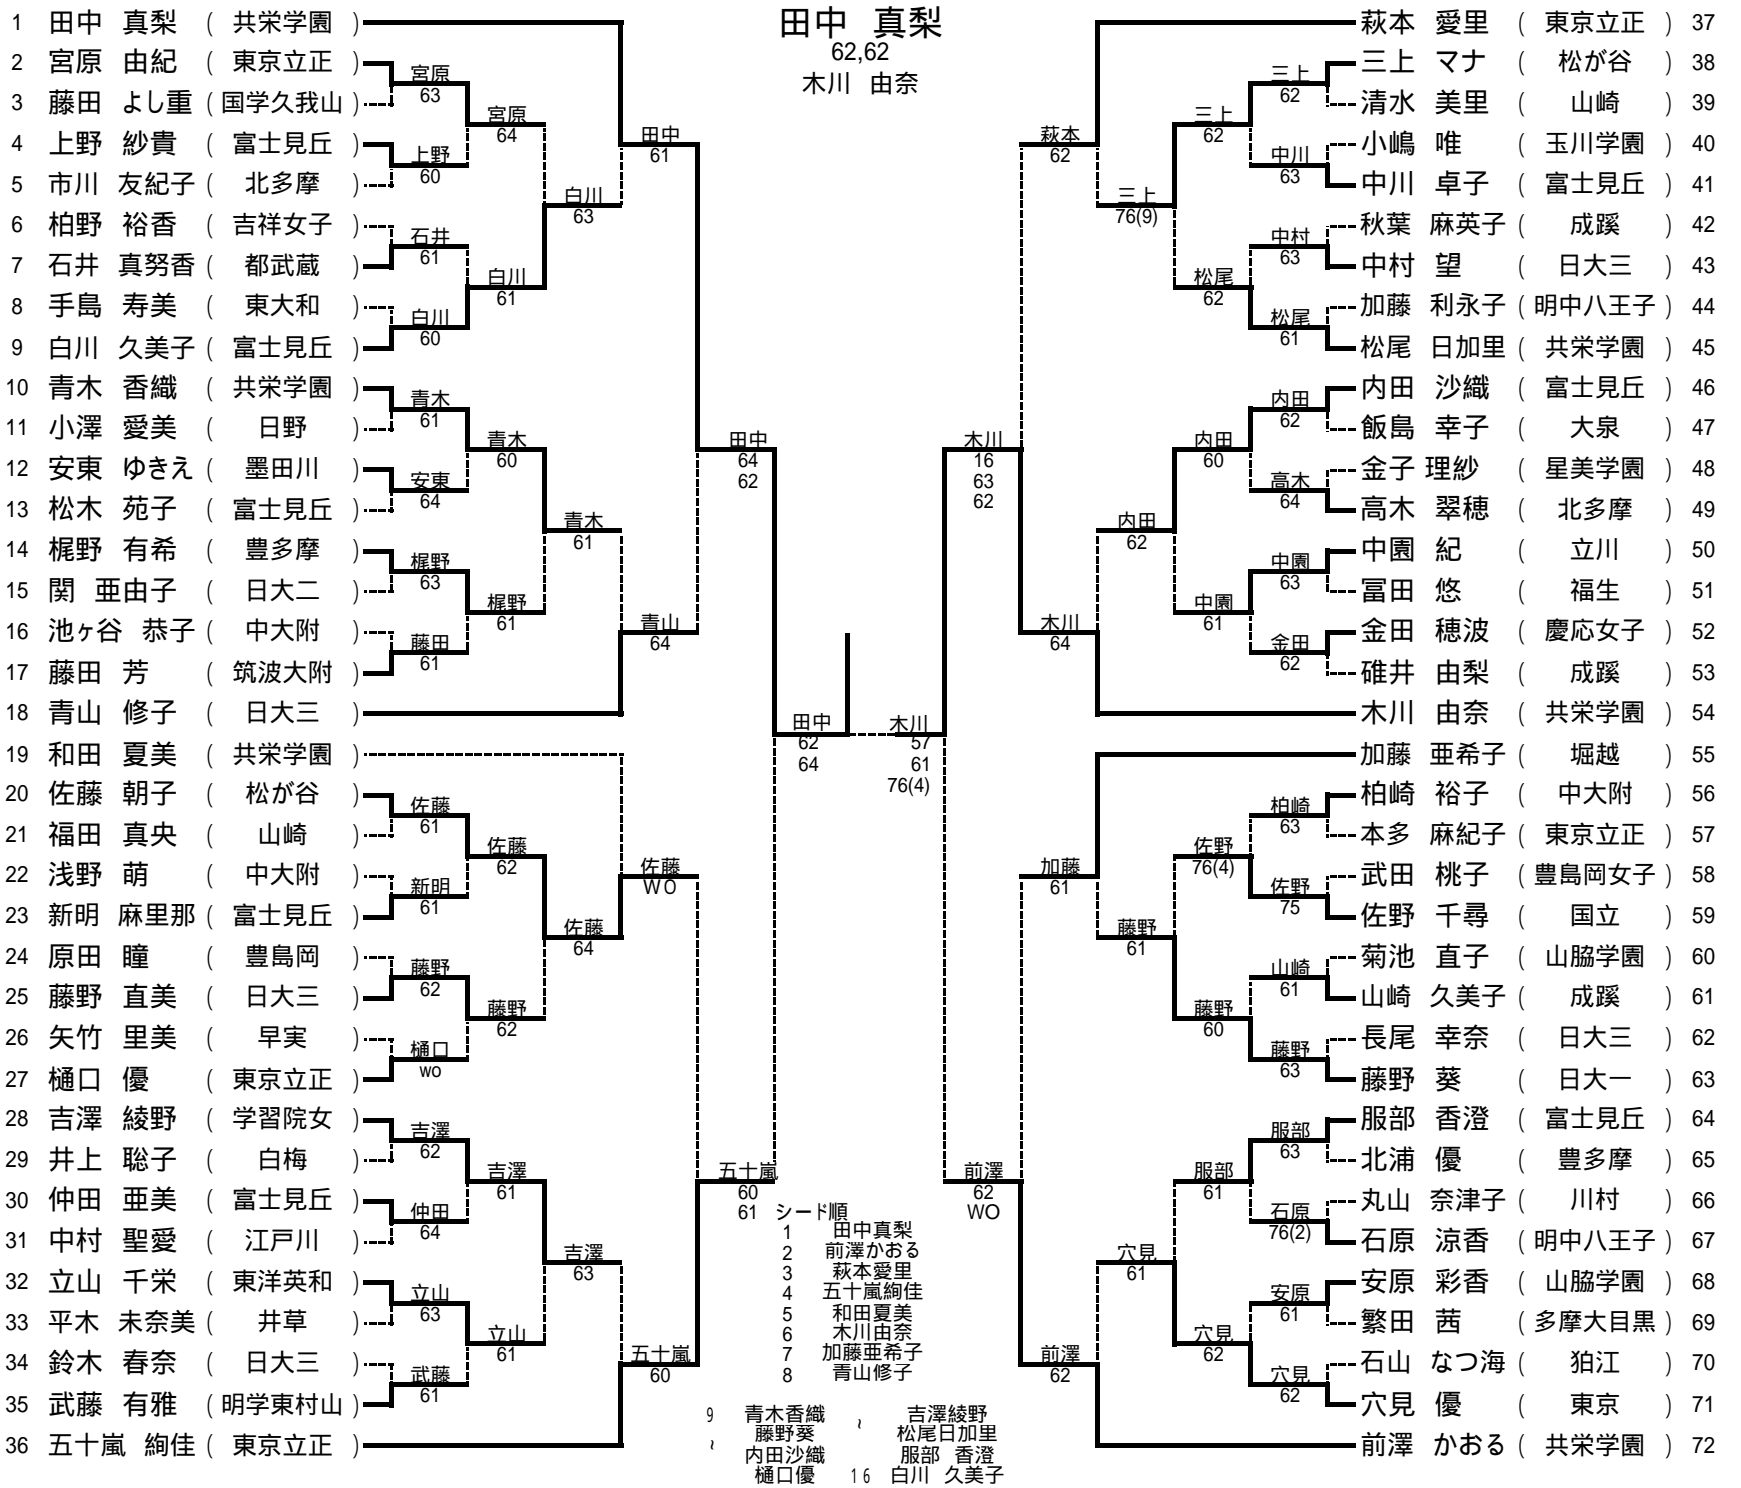 田中 真梨
62,62
木川 由奈
1 田中 真梨 ( 共栄学園 )
2 宮原 由紀 ( 東京立正 )
3 藤田 よし重 ( 国学久我山 )
4 上野 紗貴 ( 富士見丘 )
5 市川 友紀子 ( 北多摩 )
6 柏野 裕香 ( 吉祥女子 )
7 石井 真努香 ( 都武蔵 )
8 手島 寿美 ( 東大和 )
9 白川 久美子 ( 富士見丘 )
10 青木 香織 ( 共栄学園 )
11 小澤 愛美 ( 日野 )
12 安東 ゆきえ ( 墨田川 )
13 松木 苑子 ( 富士見丘 )
14 梶野 有希 ( 豊多摩 )
15 関 亜由子 ( 日大二 )
16 池ヶ谷 恭子 ( 中大附 )
17 藤田 芳 ( 筑波大附 )
18 青山 修子 ( 日大三 )
19 和田 夏美 ( 共栄学園 )
20 佐藤 朝子 ( 松が谷 )
21 福田 真央 ( 山崎 )
22 浅野 萌 ( 中大附 )
23 新明 麻里那 ( 富士見丘 )
24 原田 瞳 ( 豊島岡 )
25 藤野 直美 ( 日大三 )
26 矢竹 里美 ( 早実 )
27 樋口 優 ( 東京立正 )
28 吉澤 綾野 ( 学習院女 )
29 井上 聡子 ( 白梅 )
30 仲田 亜美 ( 富士見丘 )
31 中村 聖愛 ( 江戸川 )
32 立山 千栄 ( 東洋英和 )
33 平木 未奈美 ( 井草 )
34 鈴木 春奈 ( 日大三 )
35 武藤 有雅 ( 明学東村山 )
36 五十嵐 絢佳 ( 東京立正 )
宮原
63
上野
60
石井
61
白川
60
青木
61
安東
64
梶野
63
藤田
61
佐藤
61
新明
61
藤野
62
樋口
wo
吉澤
62
仲田
64
立山
63
武藤
61
宮原
64
白川
61
青木
60
梶野
61
佐藤
62
藤野
62
吉澤
61
立山
61
白川
63
青木
61
佐藤
64
吉澤
63
田中
61
青山
64
佐藤
WO
五十嵐
60
田中
64
62
五十嵐
60
61
田中
62
64
木川
57
61
76(4)
木川
16
63
62
前澤
62
WO
萩本
62
木川
64
加藤
61
前澤
62
三上
76(9)
内田
62
藤野
61
穴見
61
三上
62
松尾
62
内田
60
中園
61
佐野
76(4)
藤野
60
服部
61
穴見
62
三上
62
中川
63
中村
63
松尾
61
内田
62
高木
64
中園
63
金田
62
柏崎
63
佐野
75
山崎
61
藤野
63
服部
63
石原
76(2)
安原
61
穴見
62
萩本 愛里 ( 東京立正 ) 37
三上 マナ ( 松が谷 ) 38
清水 美里 ( 山崎 ) 39
小嶋 唯 ( 玉川学園 ) 40
中川 卓子 ( 富士見丘 ) 41
秋葉 麻英子 ( 成蹊 ) 42
中村 望 ( 日大三 ) 43
加藤 利永子 ( 明中八王子 ) 44
松尾 日加里 ( 共栄学園 ) 45
内田 沙織 ( 富士見丘 ) 46
飯島 幸子 ( 大泉 ) 47
金子 理紗 ( 星美学園 ) 48
高木 翠穂 ( 北多摩 ) 49
中園 紀 ( 立川 ) 50
冨田 悠 ( 福生 ) 51
金田 穂波 ( 慶応女子 ) 52
碓井 由梨 ( 成蹊 ) 53
木川 由奈 ( 共栄学園 ) 54
加藤 亜希子 ( 堀越 ) 55
柏崎 裕子 ( 中大附 ) 56
本多 麻紀子 ( 東京立正 ) 57
武田 桃子 ( 豊島岡女子 ) 58
佐野 千尋 ( 国立 ) 59
菊池 直子 ( 山脇学園 ) 60
山崎 久美子 ( 成蹊 ) 61
長尾 幸奈 ( 日大三 ) 62
藤野 葵 ( 日大一 ) 63
服部 香澄 ( 富士見丘 ) 64
北浦 優 ( 豊多摩 ) 65
丸山 奈津子 ( 川村 ) 66
石原 涼香 ( 明中八王子 ) 67
安原 彩香 ( 山脇学園 ) 68
繁田 茜 ( 多摩大目黒 ) 69
石山 なつ海 ( 狛江 ) 70
穴見 優 ( 東京 ) 71
前澤 かおる ( 共栄学園 ) 72
シード順
1 田中真梨
2 前澤かおる
3 萩本愛里
4 五十嵐絢佳
5 和田夏美
6 木川由奈
7 加藤亜希子
8 青山修子
9 青木香織 ~ 吉澤綾野
藤野葵 松尾日加里
~ 内田沙織 服部 香澄
樋口優 16 白川 久美子